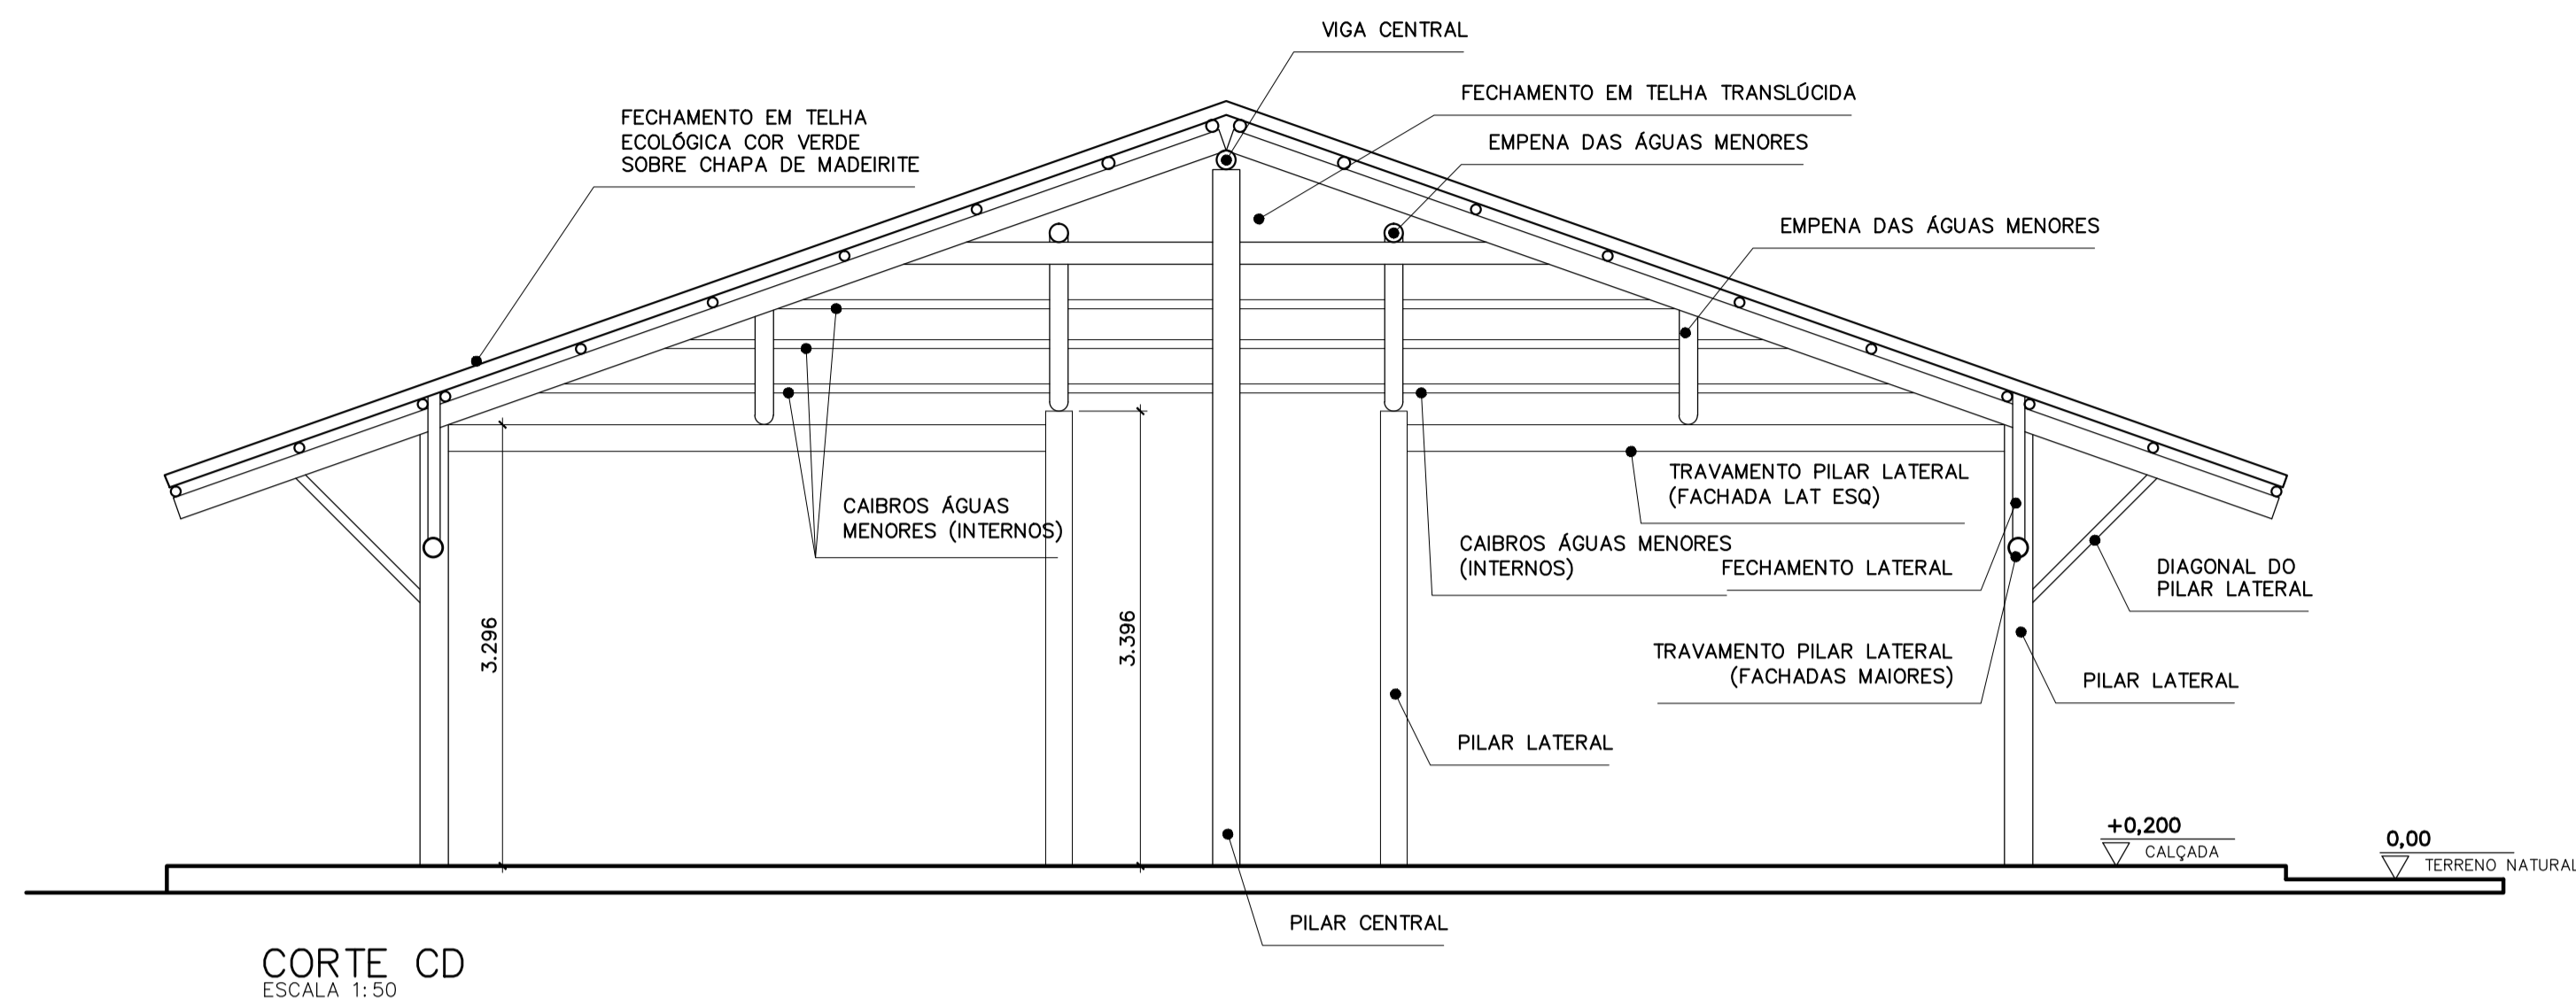 VIGA CENTRAL
FECHAMENTO EM TELHA TRANSLÚCIDA
FECHAMENTO EM TELHA
ECOLÓGICA COR VERDE
SOBRE CHAPA DE MADEIRITE
EMPENA DAS ÁGUAS MENORES
EMPENA DAS ÁGUAS MENORES
CAIBROS ÁGUAS
MENORES (INTERNOS)
TRAVAMENTO PILAR LATERAL
(FACHADA LAT ESQ)
CAIBROS ÁGUAS MENORES
(INTERNOS)
FECHAMENTO LATERAL
DIAGONAL DO
PILAR LATERAL
3.296
3.396
TRAVAMENTO PILAR LATERAL
(FACHADAS MAIORES)
PILAR LATERAL
PILAR LATERAL
+0,200
CALÇADA
0,00
TERRENO NATURAL
PILAR CENTRAL
CORTE CD
ESCALA 1:50